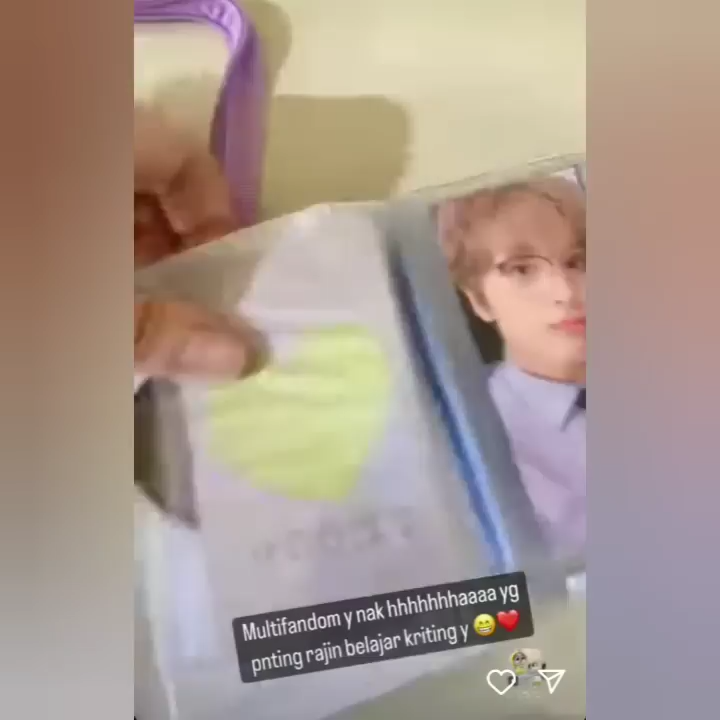 Multifandom y nak hhhhhhhaaaa yg
pnting rajin belajar kriting y 😁❤️